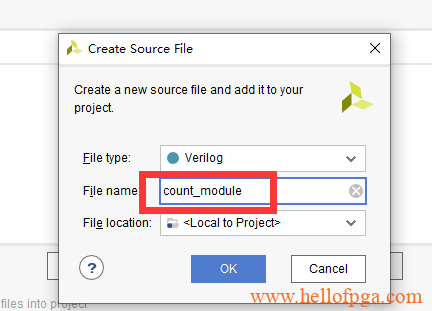 Create Source File
Create a new source file and add it to your
project.
File type: Verilog
File name: count_module
File location: <Local to Project>
? OK Cancel
files into project
www.hellofpga.com